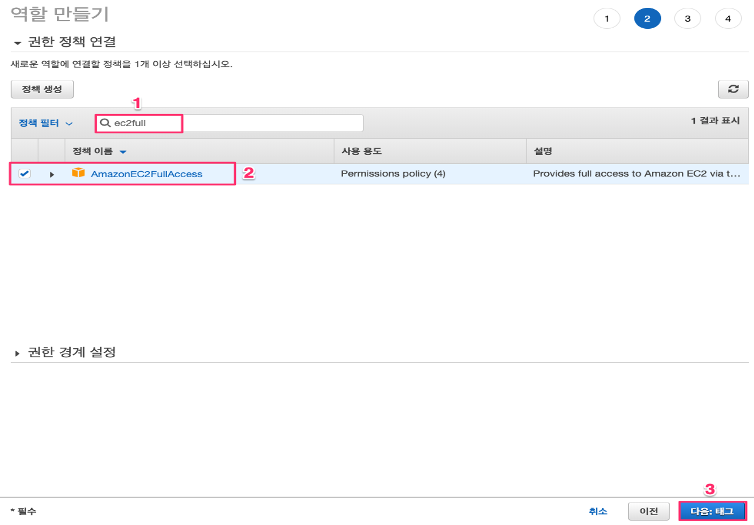 역할 만들기
1 2 3 4
권한 정책 연결
새로운 역할에 연결할 정책을 1개 이상 선택하십시오.
정책 생성
1
정책 필터 ec2full 1 결과 표시
정책 이름 사용 용도 설명
AmazonEC2FullAccess 2 Permissions policy (4) Provides full access to Amazon EC2 via t...
권한 경계 설정
3
* 필수 취소 이전 다음: 태그